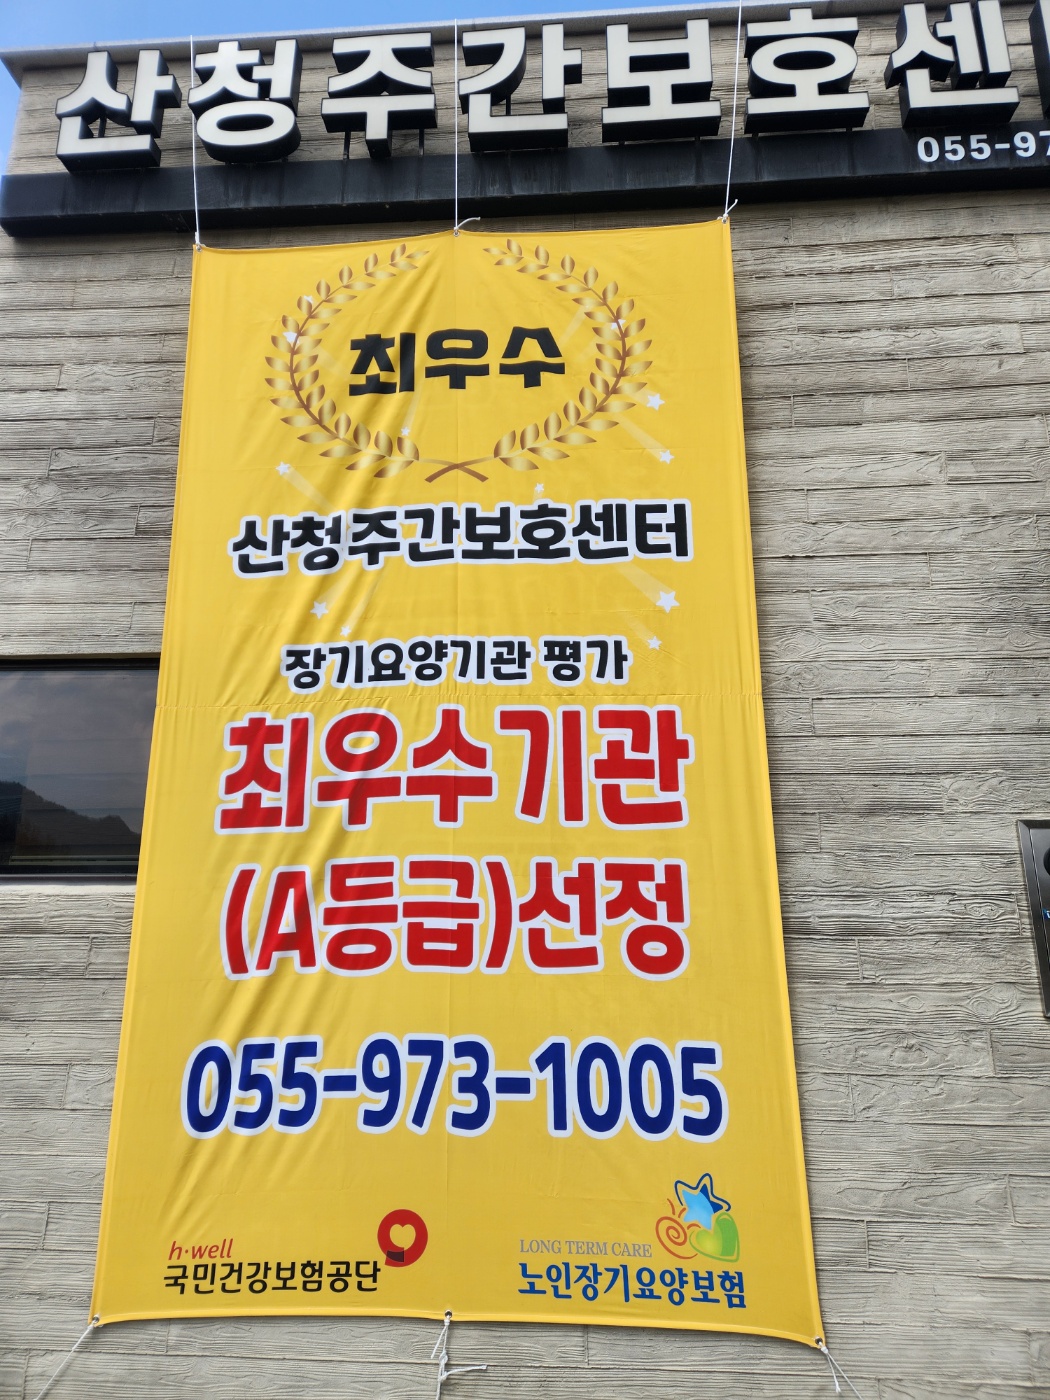 산청주간보호센
055-97
최우수
산청주간보호센터
장기요양기관 평가
최우수기관
(A등급)선정
055-973-1005
h·well
국민건강보험공단
LONG TERM CARE
노인장기요양보험